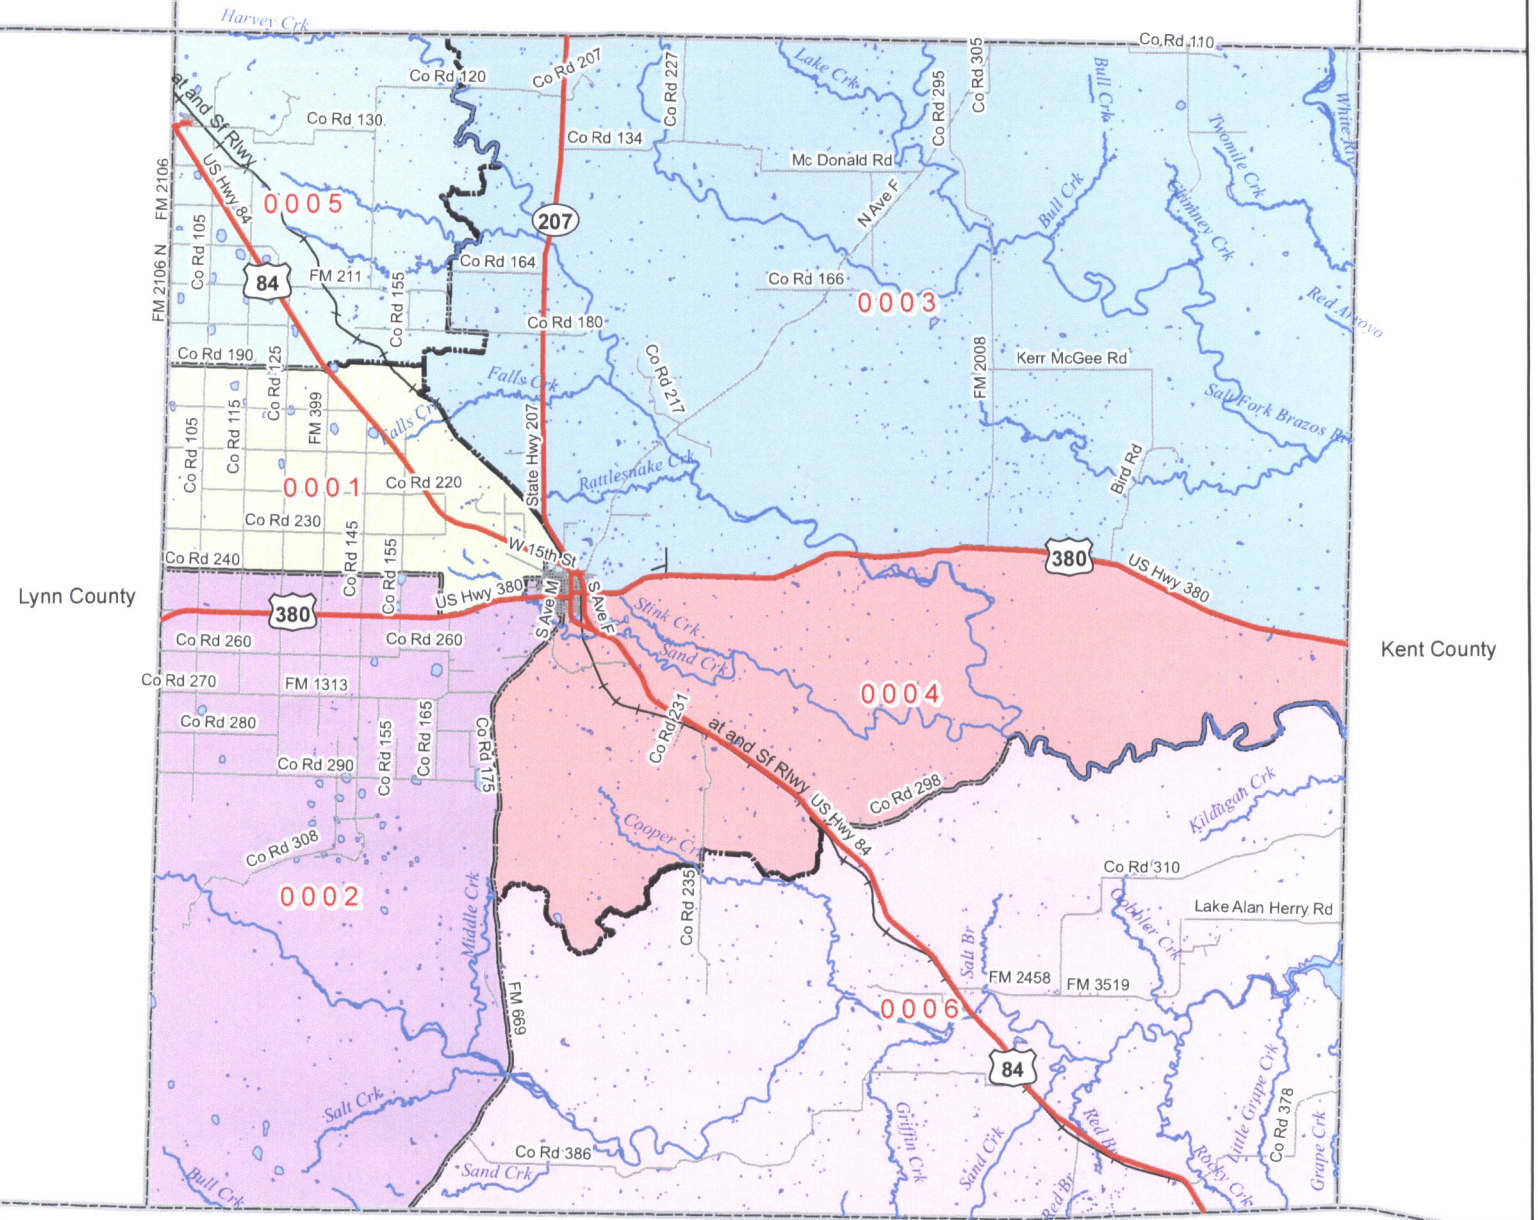 Harvey Crk
Co Rd 120
Co Rd 207
Co Rd 227
Lake Crk
Co Rd 295
Co Rd 305
Co Rd 110
Bull Crk
at and Sf Rlwy
Co Rd 130
Co Rd 134
Mc Donald Rd
Twomile Crk
FM 2106
US Hwy 84
0005
207
N Ave F
Bull Crk
Chimney Crk
Co Rd 105
FM 2106 N
84
FM 211
Co Rd 155
Co Rd 164
Co Rd 166
0003
Red Arroyo
Co Rd 180
Co Rd 190
Co Rd 125
Co Rd 217
FM 2008
Kerr McGee Rd
Falls Crk
Falls Crk
Salt Fork Brazos Riv
Co Rd 105
Co Rd 115
FM 399
State Hwy 207
Rattlesnake Crk
Bird Rd
0001
Co Rd 220
Co Rd 230
Co Rd 145
Co Rd 155
W 15th St
Co Rd 240
380
US Hwy 380
Lynn County
380
US Hwy 380
S Ave M
S Ave F
Stink Crk
Sand Crk
Kent County
Co Rd 260
Co Rd 260
Co Rd 270
FM 1313
0004
Co Rd 280
Co Rd 155
Co Rd 165
Co Rd 175
Co Rd 231
at and Sf Rlwy
Co Rd 290
US Hwy 84
Co Rd 298
Kildugan Crk
Co Rd 308
Cooper Crk
Co Rd 310
0002
Middle Crk
Co Rd 235
Cobbler Crk
Lake Alan Herry Rd
Salt Br
FM 2458
FM 3519
FM 669
0006
84
Salt Crk
Griffin Crk
Sand Crk
Red Br
Little Grape Crk
Co Rd 378
Grape Crk
Co Rd 386
Sand Crk
Bull Crk
Red Br
Rocky Crk